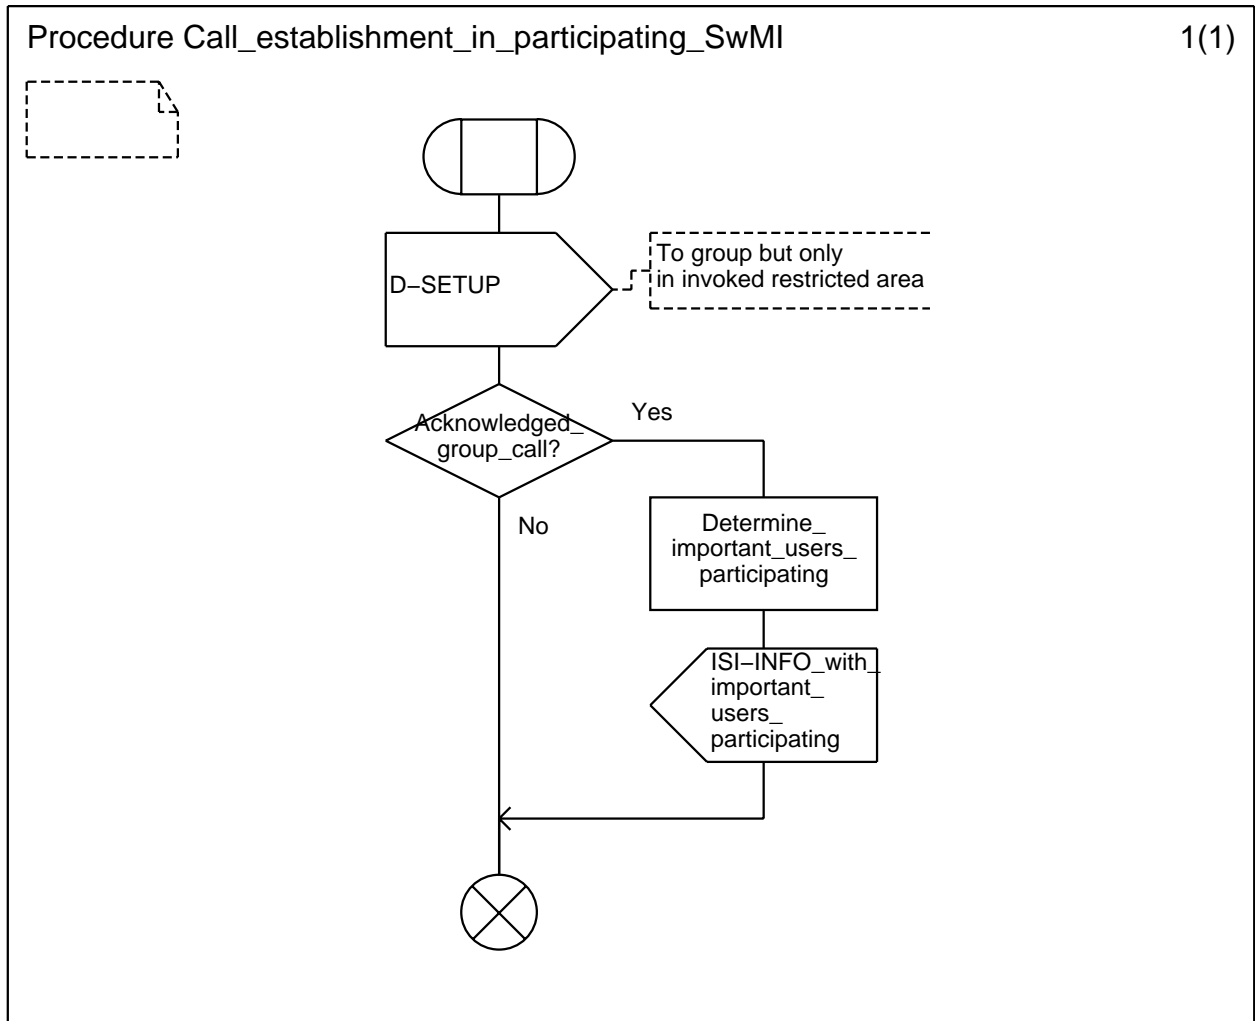 Procedure Call_establishment_in_participating_SwMI
1(1)
To group but only
in invoked restricted area
D−SETUP
Acknowledged_
group_call?
Yes
No
Determine_
important_users_
participating
ISI−INFO_with_
important_
users_
participating